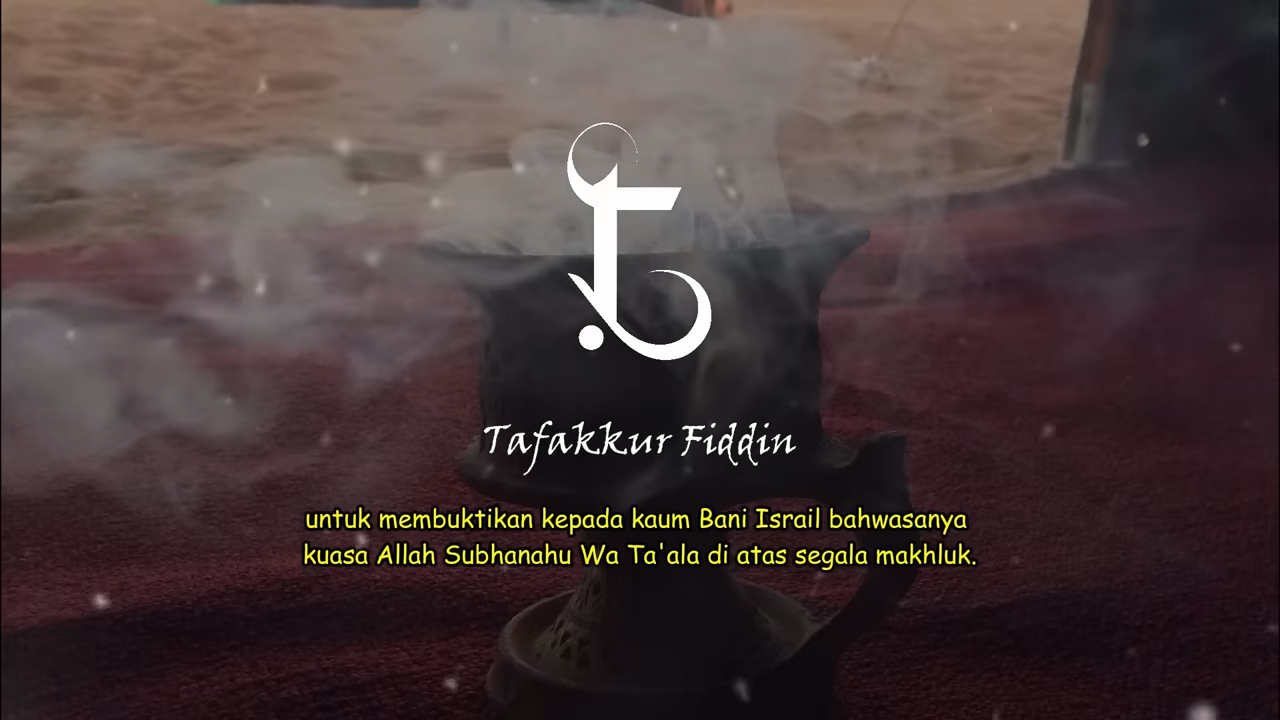 Tafakkur Fiddin
untuk membuktikan kepada kaum Bani Israil bahwasanya
kuasa Allah Subhanahu Wa Ta'ala di atas segala makhluk.